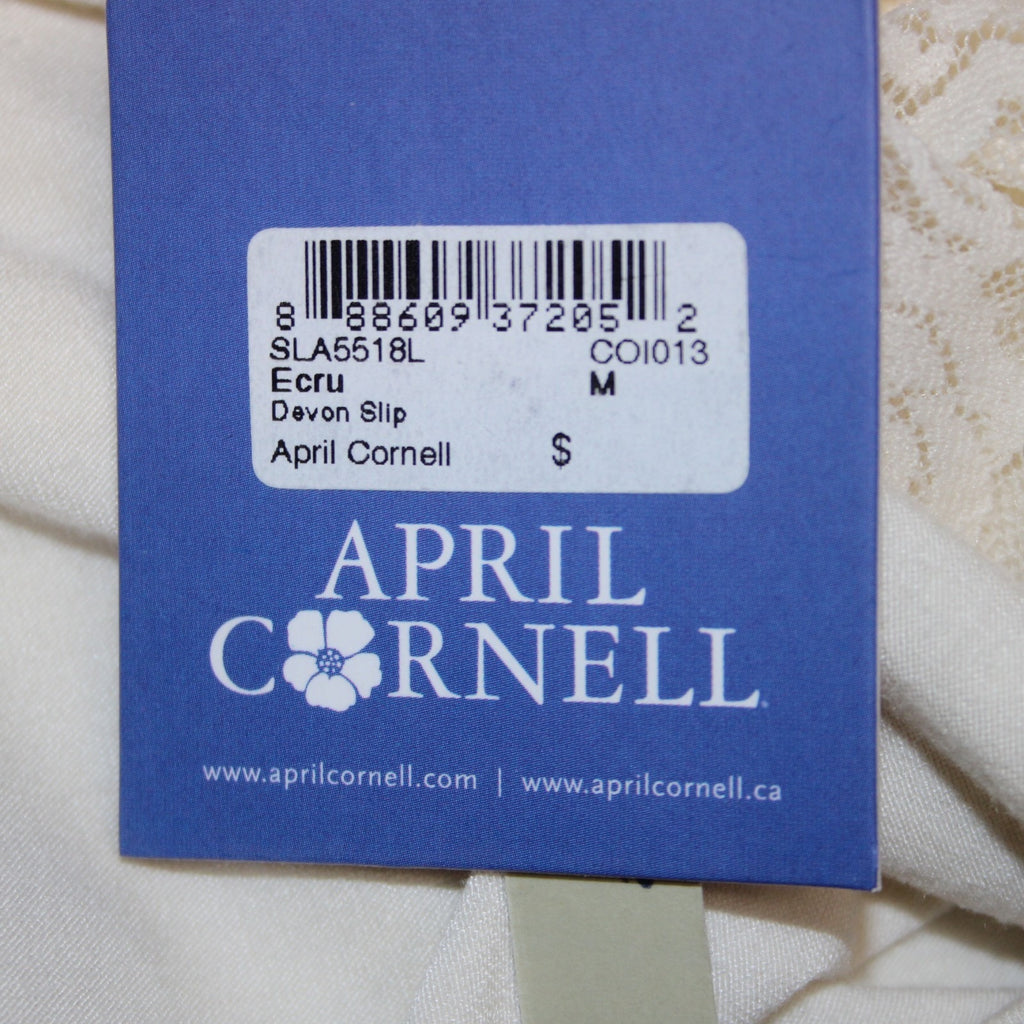 8 88609 37205 2
SLA5518L COI013
Ecru M
Devon Slip
April Cornell $
APRIL
CORNELL
www.aprilcornell.com | www.aprilcornell.ca